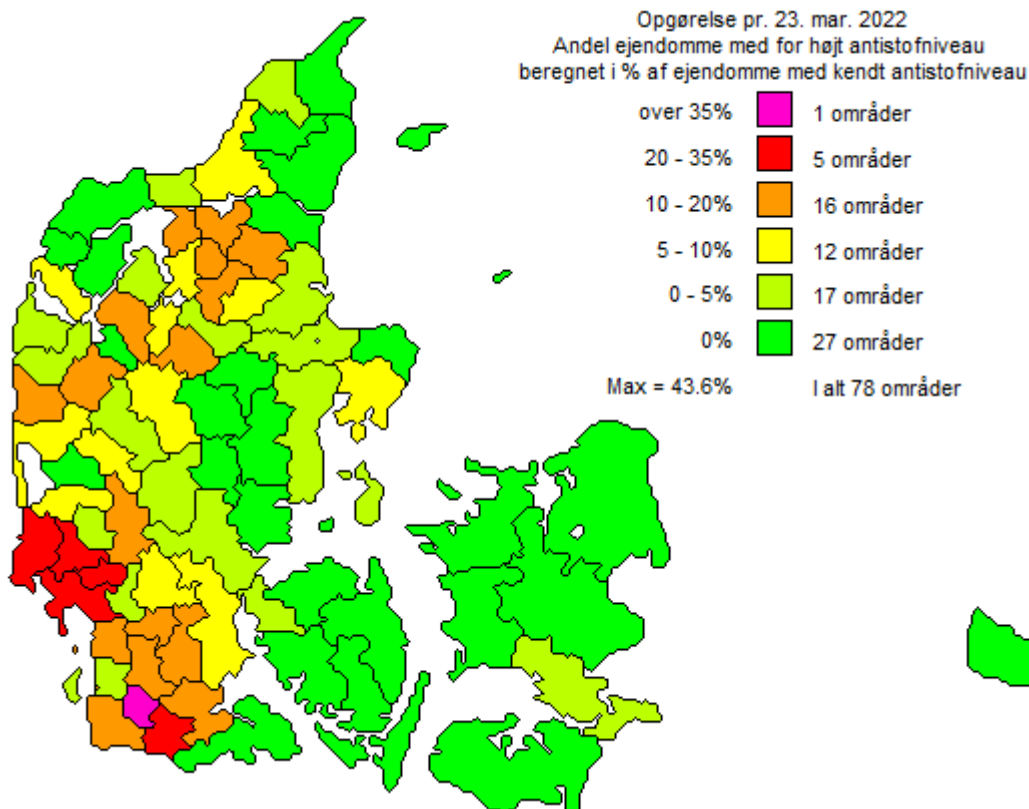 Opgørelse pr. 23. mar. 2022
Andel ejendomme med for højt antistofniveau
beregnet i % af ejendomme med kendt antistofniveau
over 35% 1 områder
20 - 35% 5 områder
10 - 20% 16 områder
5 - 10% 12 områder
0 - 5% 17 områder
0% 27 områder
Max = 43.6% I alt 78 områder